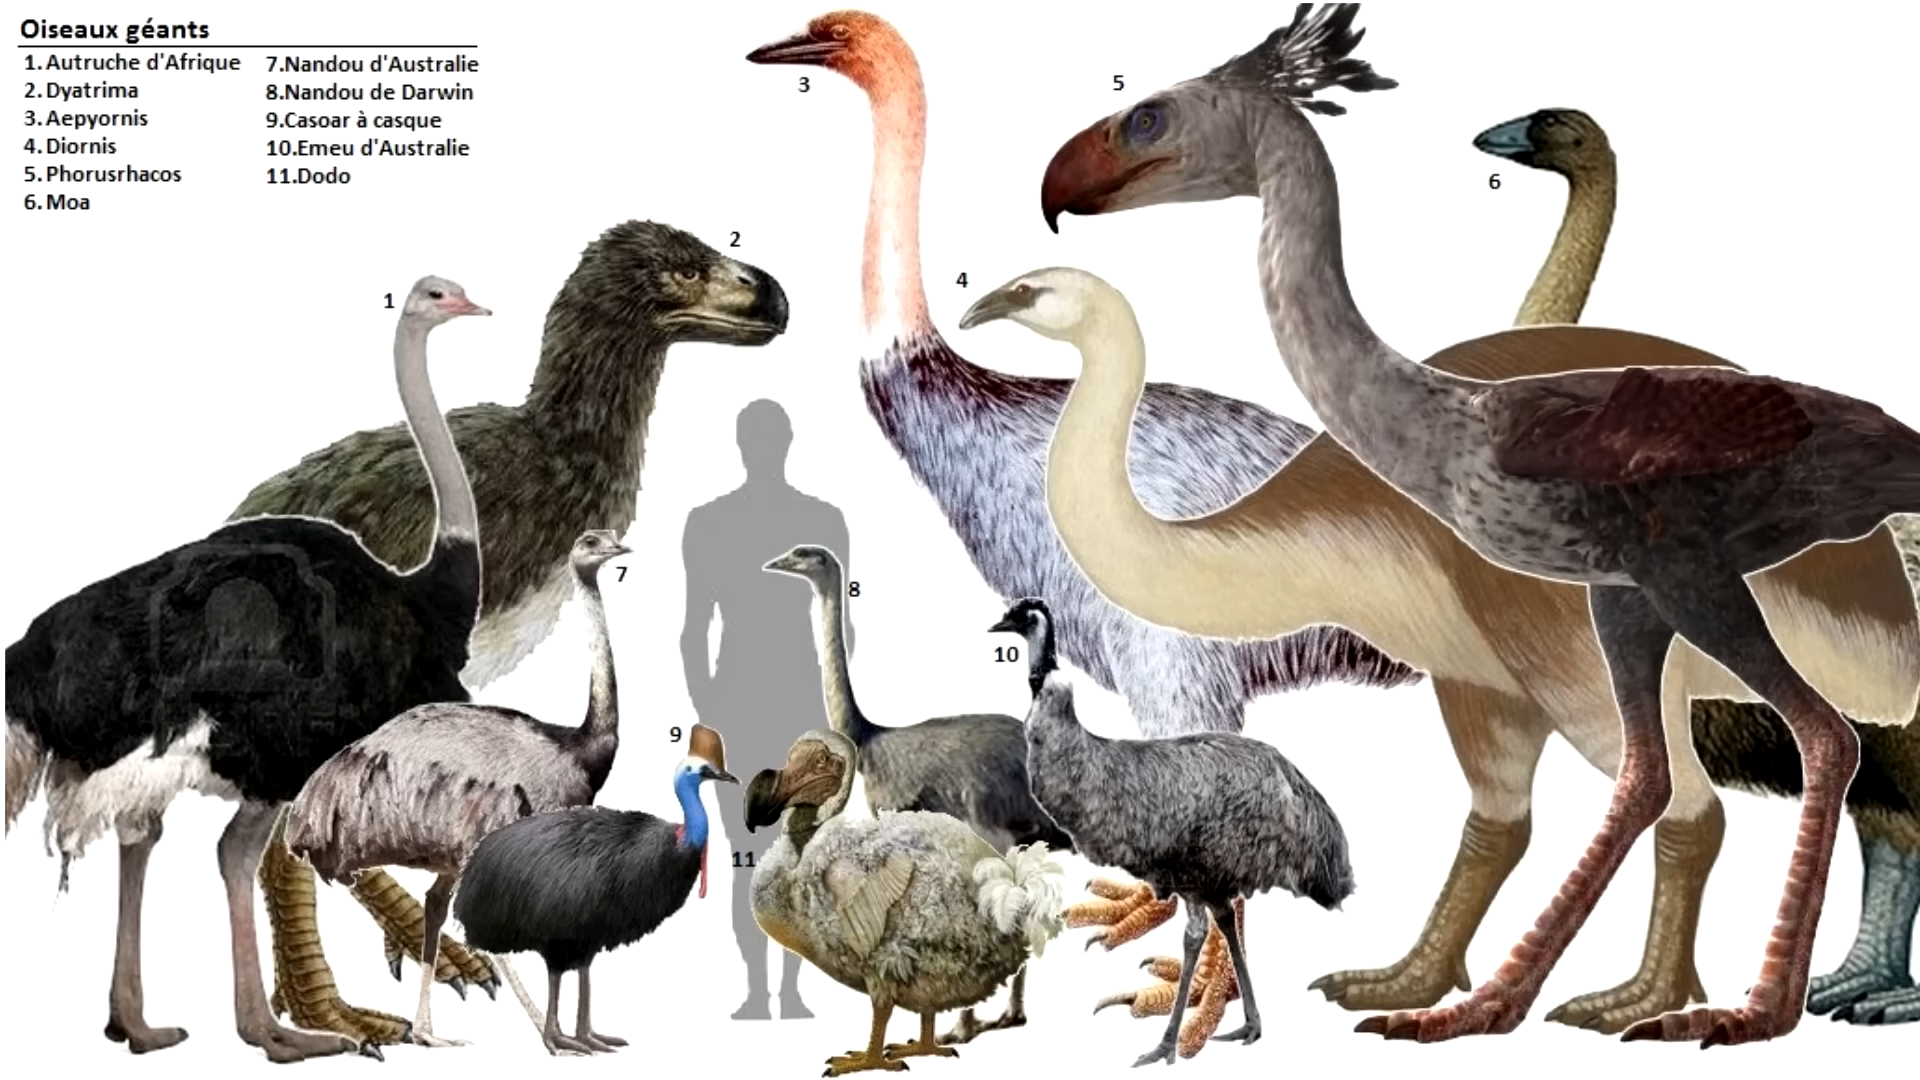 Oiseaux géants
1. Autruche d'Afrique
2. Dyatrima
3. Aepyornis
4. Diornis
5. Phorusrhacos
6. Moa
7.Nandou d'Australie
8.Nandou de Darwin
9.Casoar à casque
10.Emeu d'Australie
11.Dodo
3
5
6
2
4
1
7
8
10
9
11